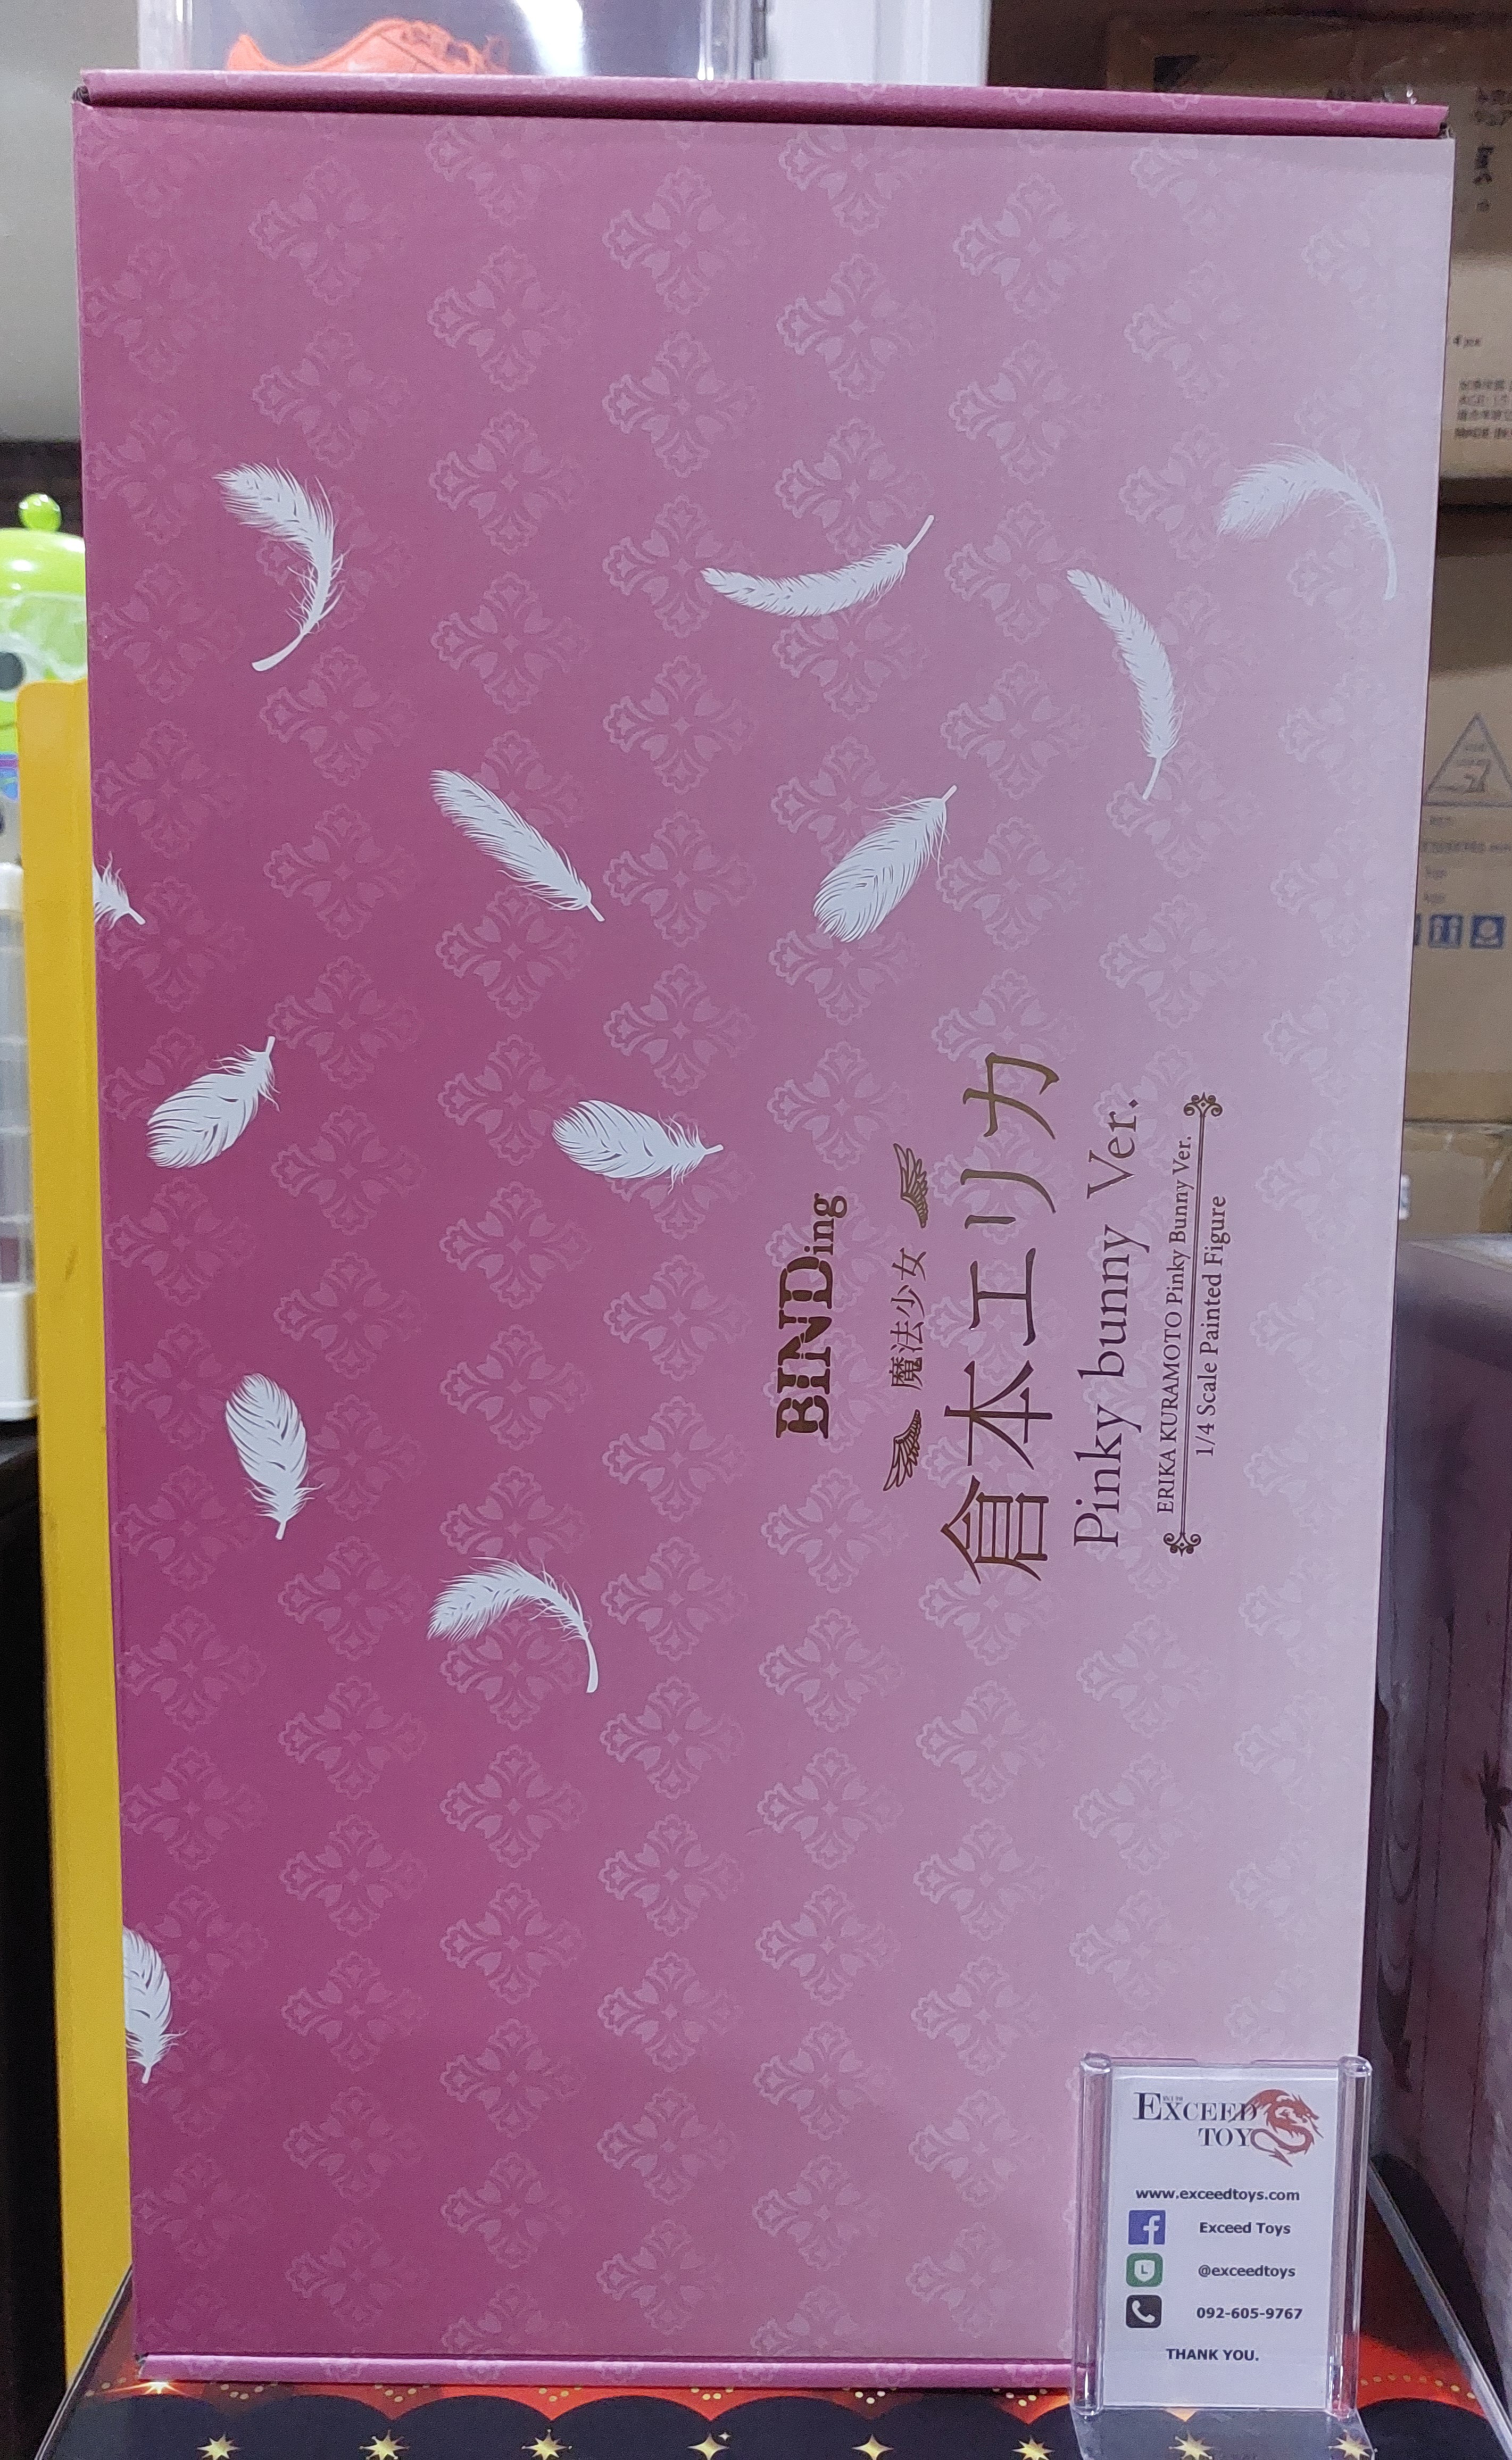 BINDing
魔法少女
倉本エリカ
Pinky bunny Ver.
ERIKA KURAMOTO Pinky Bunny Ver.
1/4 Scale Painted Figure
EXCEED
TOY
www.exceedtoys.com
Exceed Toys
@exceedtoys
092-605-9767
THANK YOU.